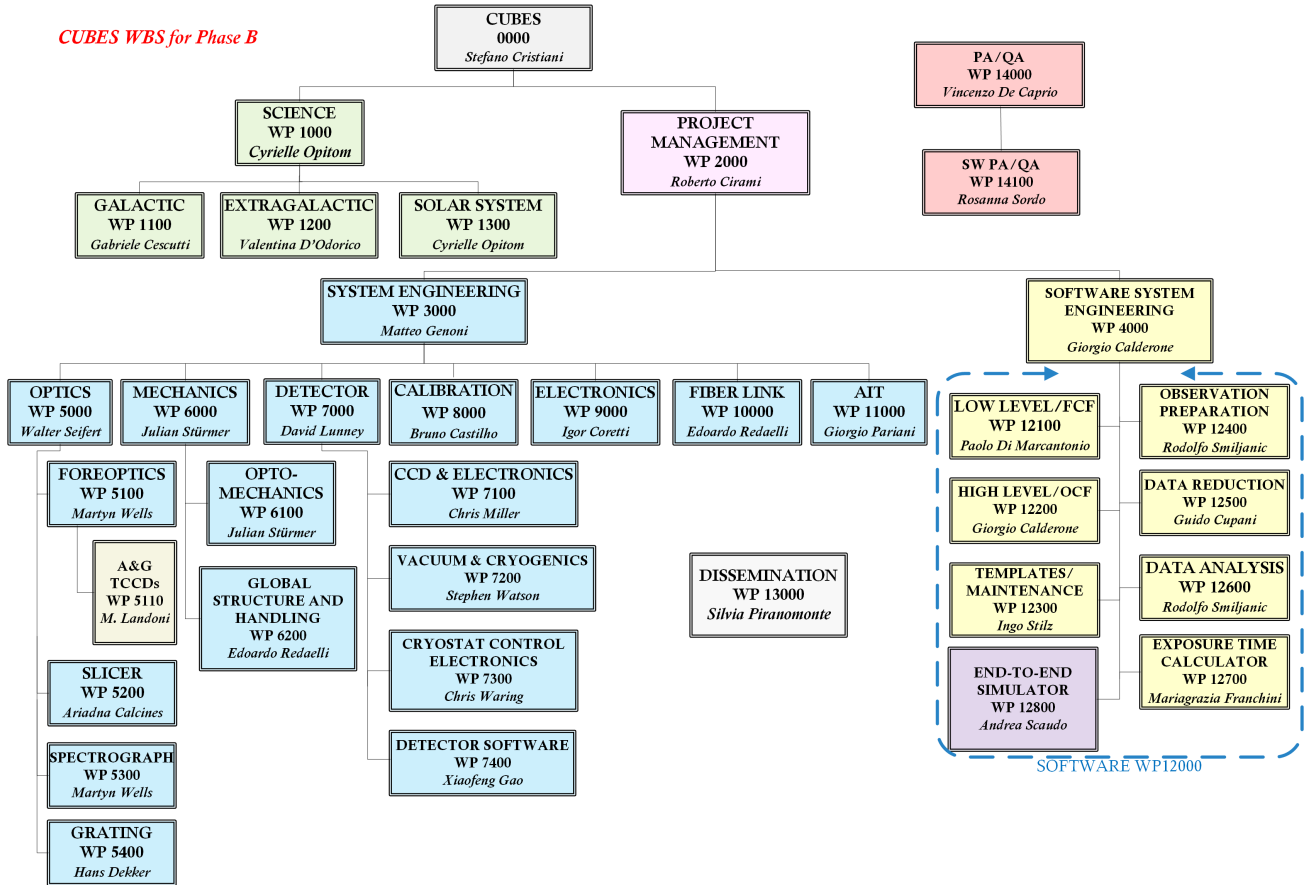 CUBES WBS for Phase B
CUBES
0000
Stefano Cristiani
PA/QA
WP 14000
Vincenzo De Caprio
SCIENCE
WP 1000
Cyrielle Opitom
PROJECT
MANAGEMENT
WP 2000
Roberto Cirami
SW PA/QA
WP 14100
Rosanna Sordo
GALACTIC
WP 1100
Gabriele Cescutti
EXTRAGALACTIC
WP 1200
Valentina D'Odorico
SOLAR SYSTEM
WP 1300
Cyrielle Opitom
SYSTEM ENGINEERING
WP 3000
Matteo Genoni
SOFTWARE SYSTEM
ENGINEERING
WP 4000
Giorgio Calderone
OPTICS
WP 5000
Walter Seifert
MECHANICS
WP 6000
Julian Stürmer
DETECTOR
WP 7000
David Lunney
CALIBRATION
WP 8000
Bruno Castilho
ELECTRONICS
WP 9000
Igor Coretti
FIBER LINK
WP 10000
Edoardo Redaelli
AIT
WP 11000
Giorgio Pariani
FOREOPTICS
WP 5100
Martyn Wells
A&G
TCCDs
WP 5110
M. Landoni
SLICER
WP 5200
Ariadna Calcines
SPECTROGRAPH
WP 5300
Martyn Wells
GRATING
WP 5400
Hans Dekker
OPTO-
MECHANICS
WP 6100
Julian Stürmer
GLOBAL
STRUCTURE AND
HANDLING
WP 6200
Edoardo Redaelli
CCD & ELECTRONICS
WP 7100
Chris Miller
VACUUM & CRYOGENICS
WP 7200
Stephen Watson
CRYOSTAT CONTROL
ELECTRONICS
WP 7300
Chris Waring
DETECTOR SOFTWARE
WP 7400
Xiaofeng Gao
DISSEMINATION
WP 13000
Silvia Piranomonte
LOW LEVEL/FCF
WP 12100
Paolo Di Marcantonio
HIGH LEVEL/OCF
WP 12200
Giorgio Calderone
TEMPLATES/
MAINTENANCE
WP 12300
Ingo Stilz
END-TO-END
SIMULATOR
WP 12800
Andrea Scaudo
OBSERVATION
PREPARATION
WP 12400
Rodolfo Smiljanic
DATA REDUCTION
WP 12500
Guido Cupani
DATA ANALYSIS
WP 12600
Rodolfo Smiljanic
EXPOSURE TIME
CALCULATOR
WP 12700
Mariagrazia Franchini
SOFTWARE WP12000